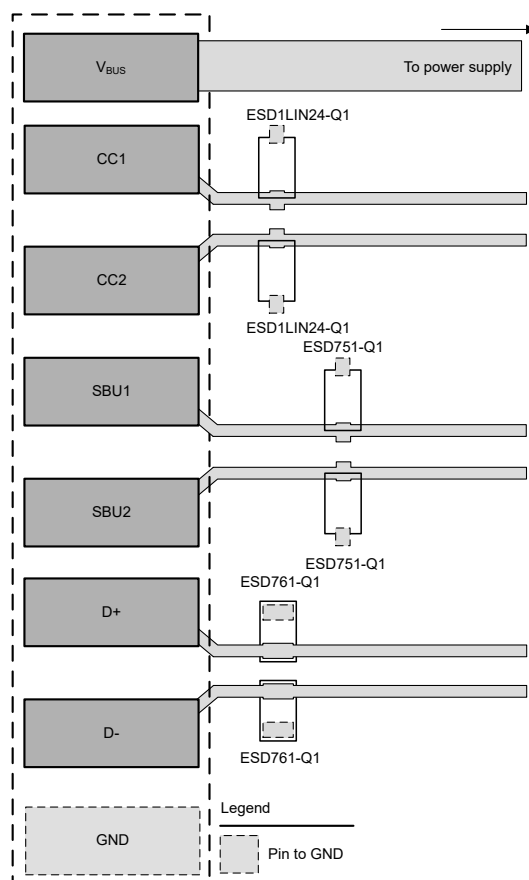 V_BUS
To power supply
ESD1LIN24-Q1
CC1
CC2
ESD1LIN24-Q1
ESD751-Q1
SBU1
SBU2
ESD751-Q1
ESD761-Q1
D+
D-
ESD761-Q1
Legend
GND
Pin to GND